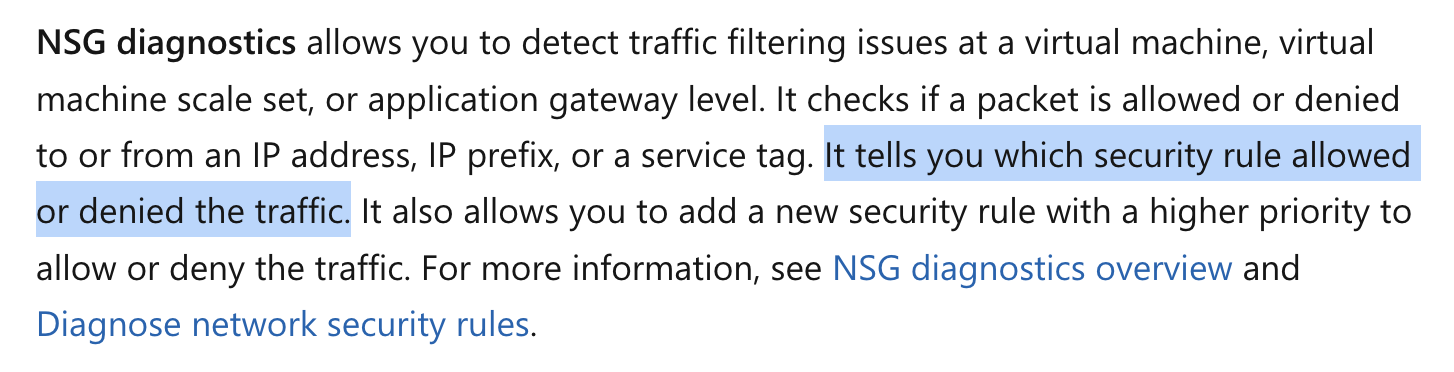 NSG diagnostics allows you to detect traffic filtering issues at a virtual machine, virtual
machine scale set, or application gateway level. It checks if a packet is allowed or denied
to or from an IP address, IP prefix, or a service tag. It tells you which security rule allowed
or denied the traffic. It also allows you to add a new security rule with a higher priority to
allow or deny the traffic. For more information, see NSG diagnostics overview and
Diagnose network security rules.